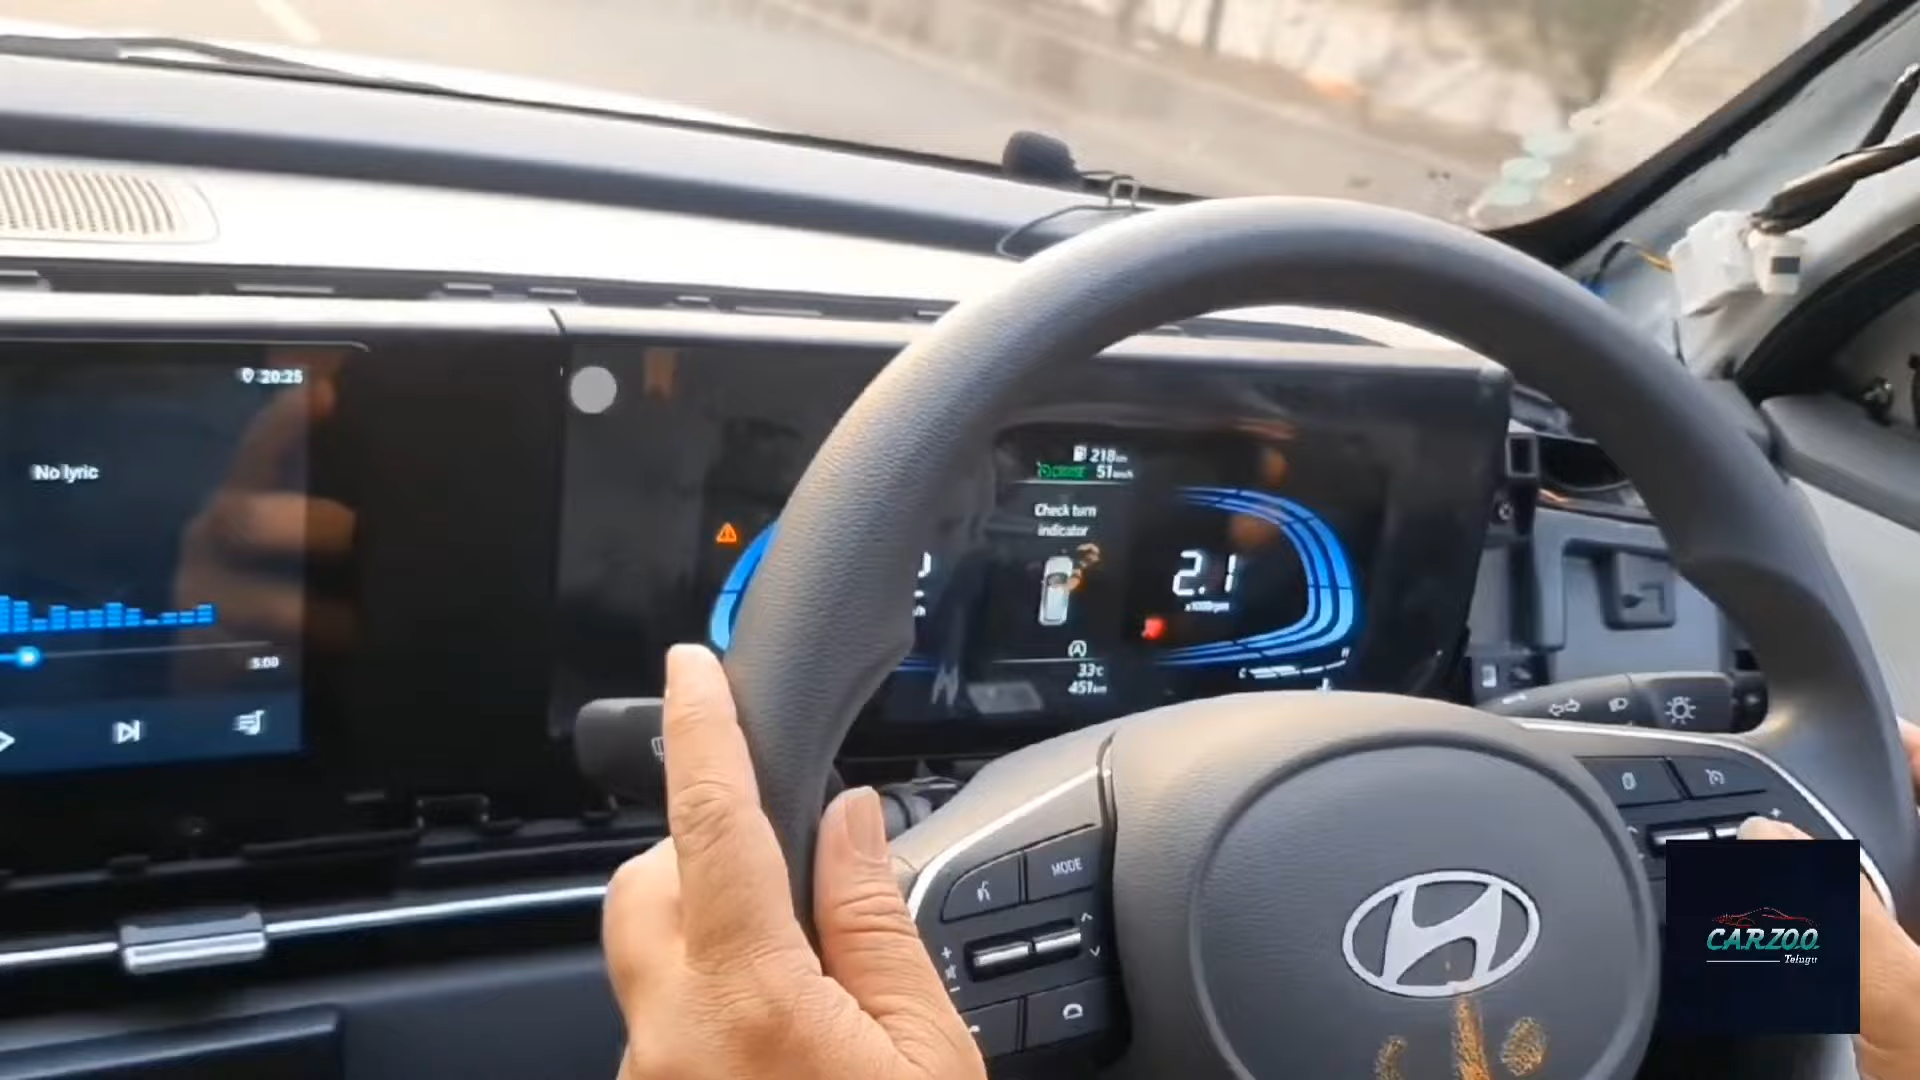 20:25
No lyric
5:00
218km
CRUISE 51km/h
Check turn
indicator
2.1
x1000rpm
33°c
451km
C
H
MODE
CARZOO
Telugu